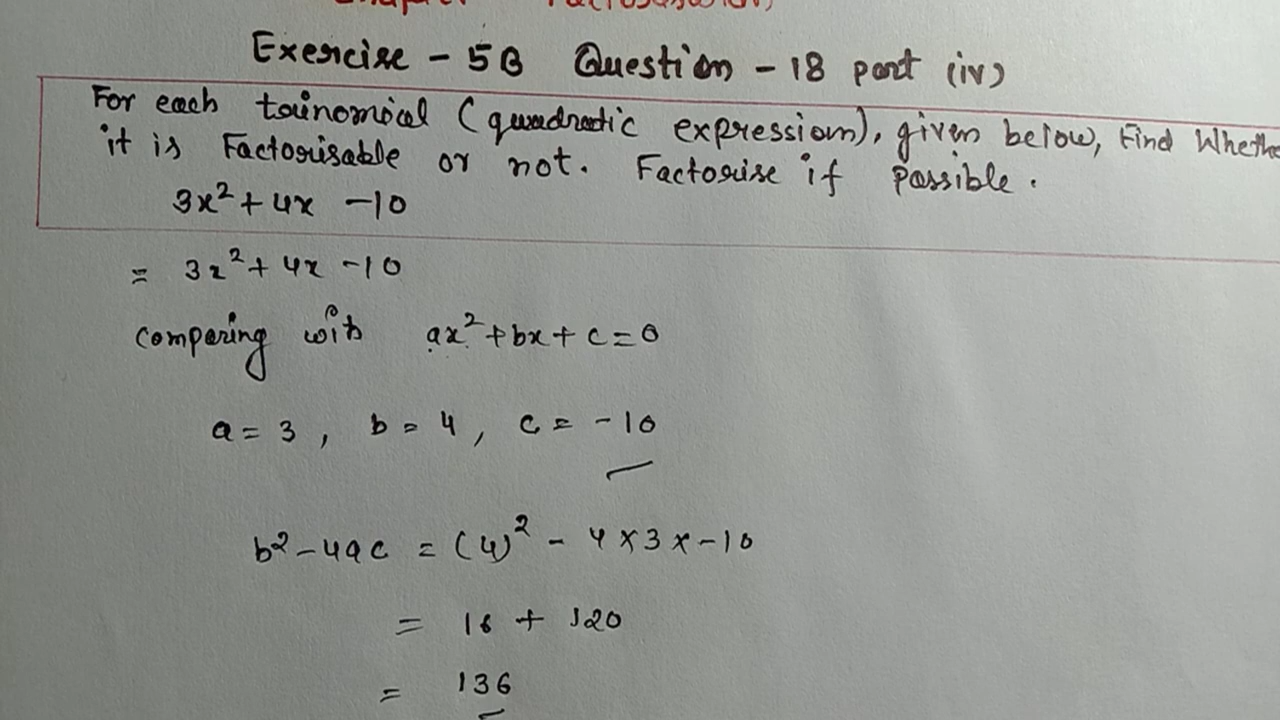 Exercise - 5B Question - 18 part (iv)
For each trinomial (quadratic expression), given below, Find Whethe
it is Factorisable or not. Factorise if possible.
3x² + 4x - 10
= 3x² + 4x - 10
Comparing with ax² + bx + c = 0
a = 3, b = 4, c = -10
b² - 4ac = (4)² - 4 × 3 × -10
= 16 + 120
= 136